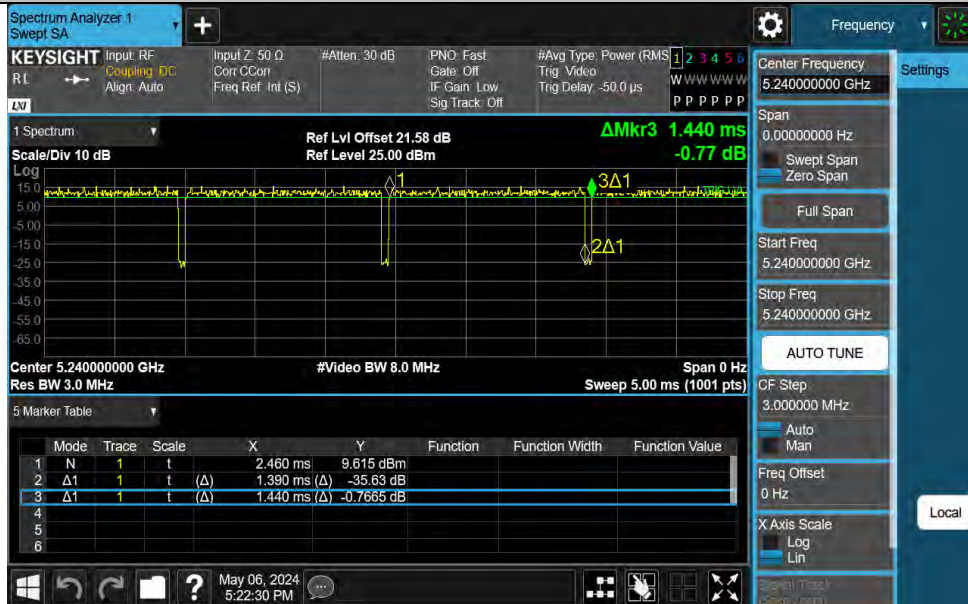 Spectrum Analyzer 1
Swept SA
+
Frequency
KEYSIGHT Input: RF Input Z: 50 Ω #Atten: 30 dB PNO: Fast #Avg Type: Power (RMS 1 2 3 4 5 6
RL Coupling: DC Corr CCorr Gate: Off Trig: Video W W W W W W
Align: Auto Freq Ref: Int (S) IF Gain: Low Trig Delay: -50.0 µs P P P P P P
Sig Track: Off
LXI
1 Spectrum
Scale/Div 10 dB
Ref Lvl Offset 21.58 dB
Ref Level 25.00 dBm
ΔMkr3 1.440 ms
-0.77 dB
Log
15.0
5.00
-5.00
-15.0
-25.0
-35.0
-45.0
-55.0
-65.0
1
3Δ1
2Δ1
Center 5.240000000 GHz #Video BW 8.0 MHz Span 0 Hz
Res BW 3.0 MHz Sweep 5.00 ms (1001 pts)
5 Marker Table
Mode Trace Scale X Y Function Function Width Function Value
1 N 1 t 2.460 ms 9.615 dBm
2 Δ1 1 t (Δ) 1.390 ms (Δ) -35.63 dB
3 Δ1 1 t (Δ) 1.440 ms (Δ) -0.7665 dB
4
5
6
May 06, 2024
5:22:30 PM
?
Center Frequency
5.240000000 GHz
Span
0.00000000 Hz
Swept Span
Zero Span
Full Span
Start Freq
5.240000000 GHz
Stop Freq
5.240000000 GHz
AUTO TUNE
CF Step
3.000000 MHz
Auto
Man
Freq Offset
0 Hz
X Axis Scale
Log
Lin
Signal Track
Settings
Local